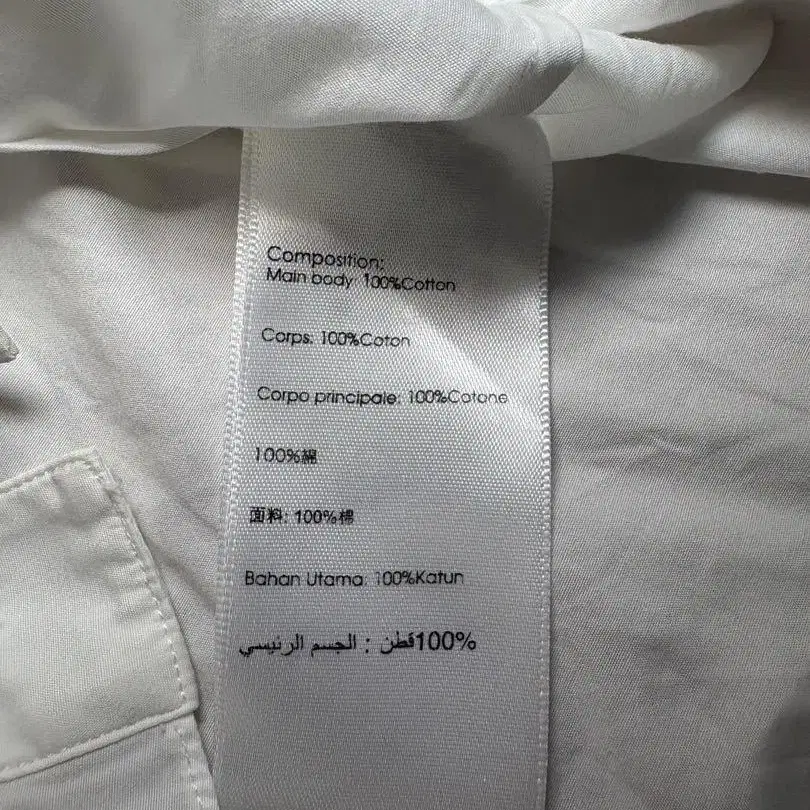 Composition:
Main body: 100%Cotton
Corps: 100%Coton
Corpo principale: 100%Cotone
100%綿
面料: 100%棉
Bahan Utama: 100%Katun
100%قطن : الجسم الرئيسي